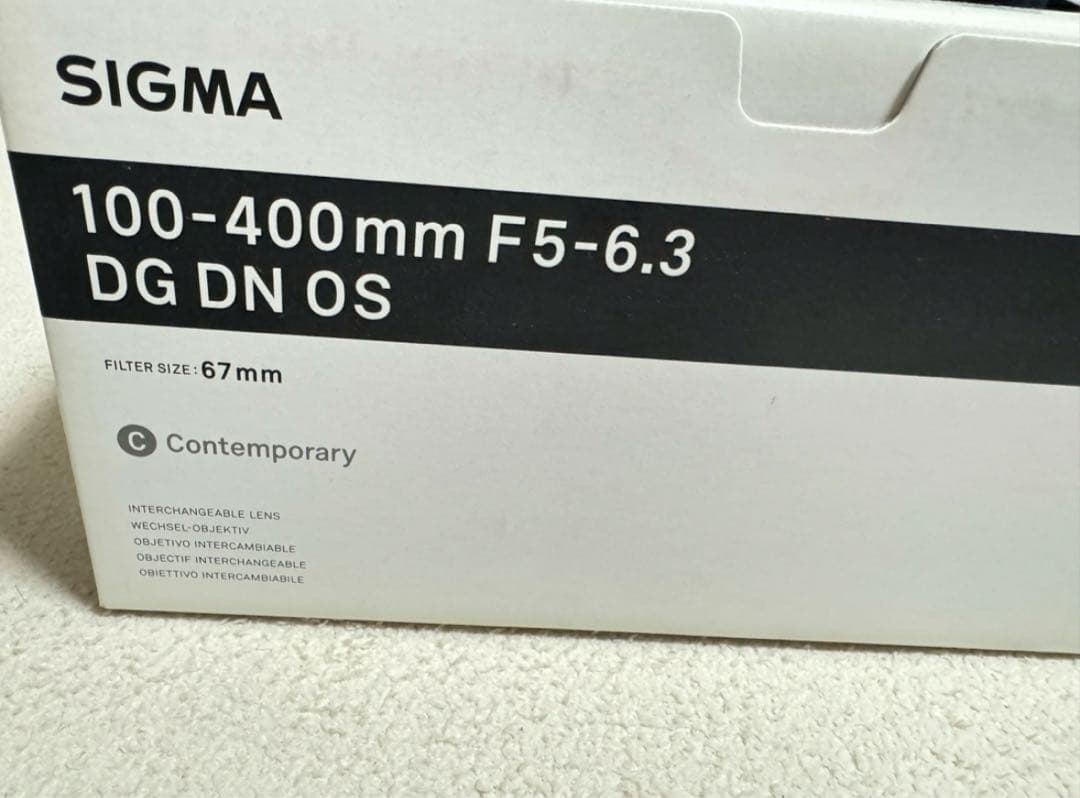 SIGMA
100-400mm F5-6.3
DG DN OS
FILTER SIZE: 67mm
C Contemporary
INTERCHANGEABLE LENS
WECHSEL-OBJEKTIV
OBJETIVO INTERCAMBIABLE
OBJECTIF INTERCHANGEABLE
OBIETTIVO INTERCAMBIABILE